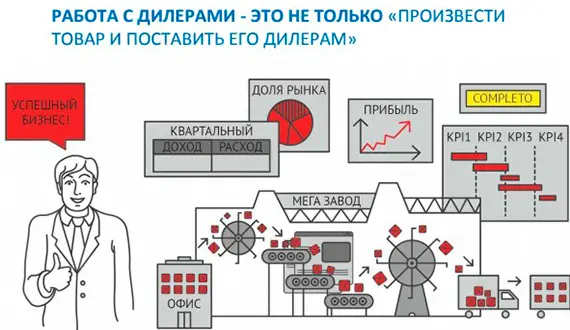 РАБОТА С ДИЛЕРАМИ - ЭТО НЕ ТОЛЬКО «ПРОИЗВЕСТИ
ТОВАР И ПОСТАВИТЬ ЕГО ДИЛЕРАМ»
УСПЕШНЫЙ
БИЗНЕС!
ДОЛЯ РЫНКА
ПРИБЫЛЬ
COMPLETO
КВАРТАЛЬНЫЙ
ДОХОД РАСХОД
KPI1 KPI2 KPI3 KPI4
МЕГА ЗАВОД
ОФИС